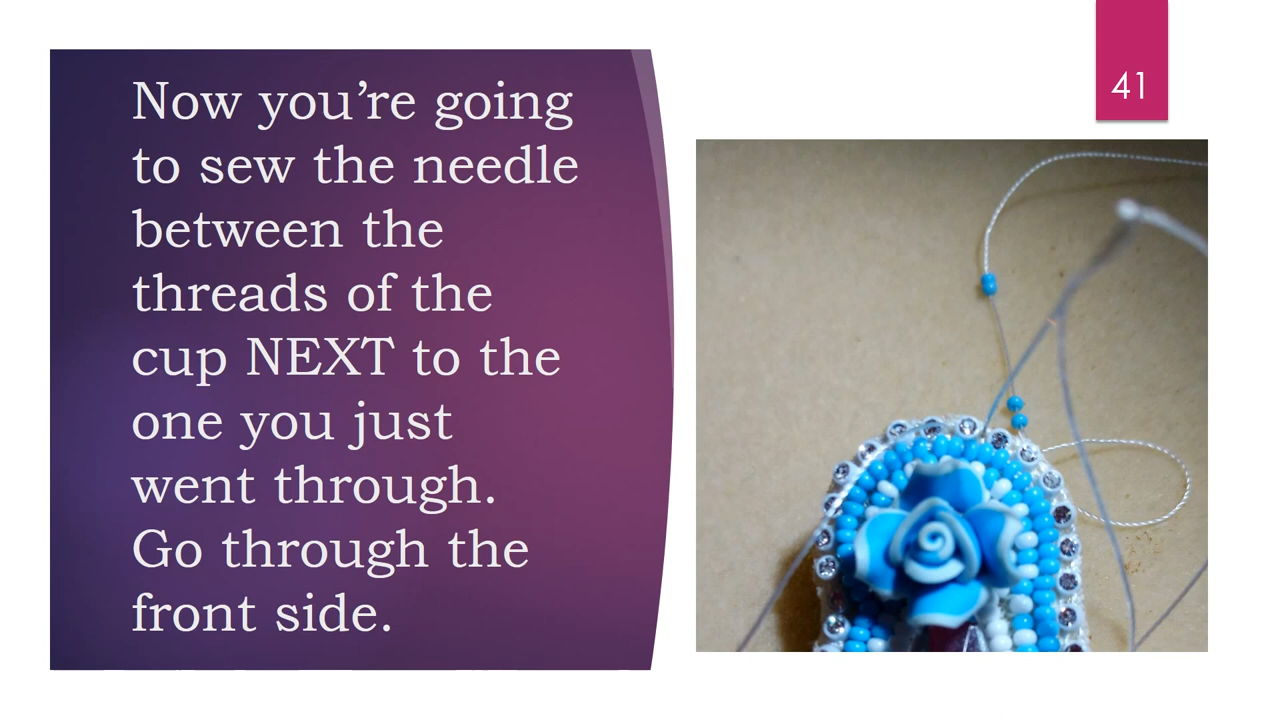 Now you’re going
to sew the needle
between the
threads of the
cup NEXT to the
one you just
went through.
Go through the
front side.
41